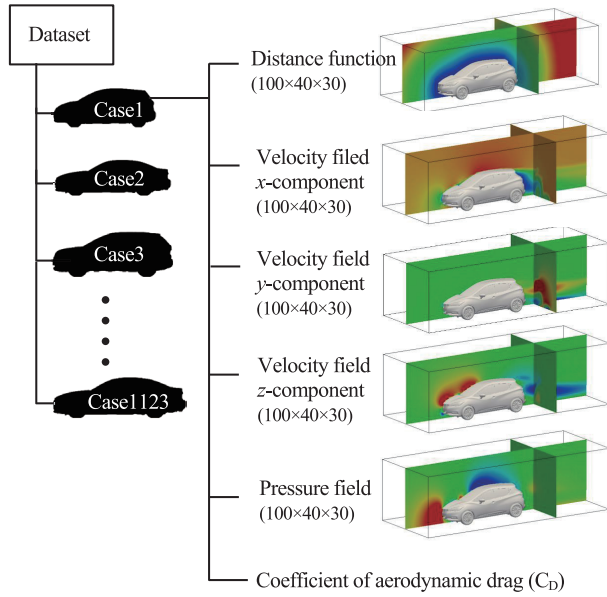 Dataset
Case1
Case2
Case3
Case1123
Distance function
(100×40×30)
Velocity filed
x-component
(100×40×30)
Velocity field
y-component
(100×40×30)
Velocity field
z-component
(100×40×30)
Pressure field
(100×40×30)
Coefficient of aerodynamic drag (C_D)